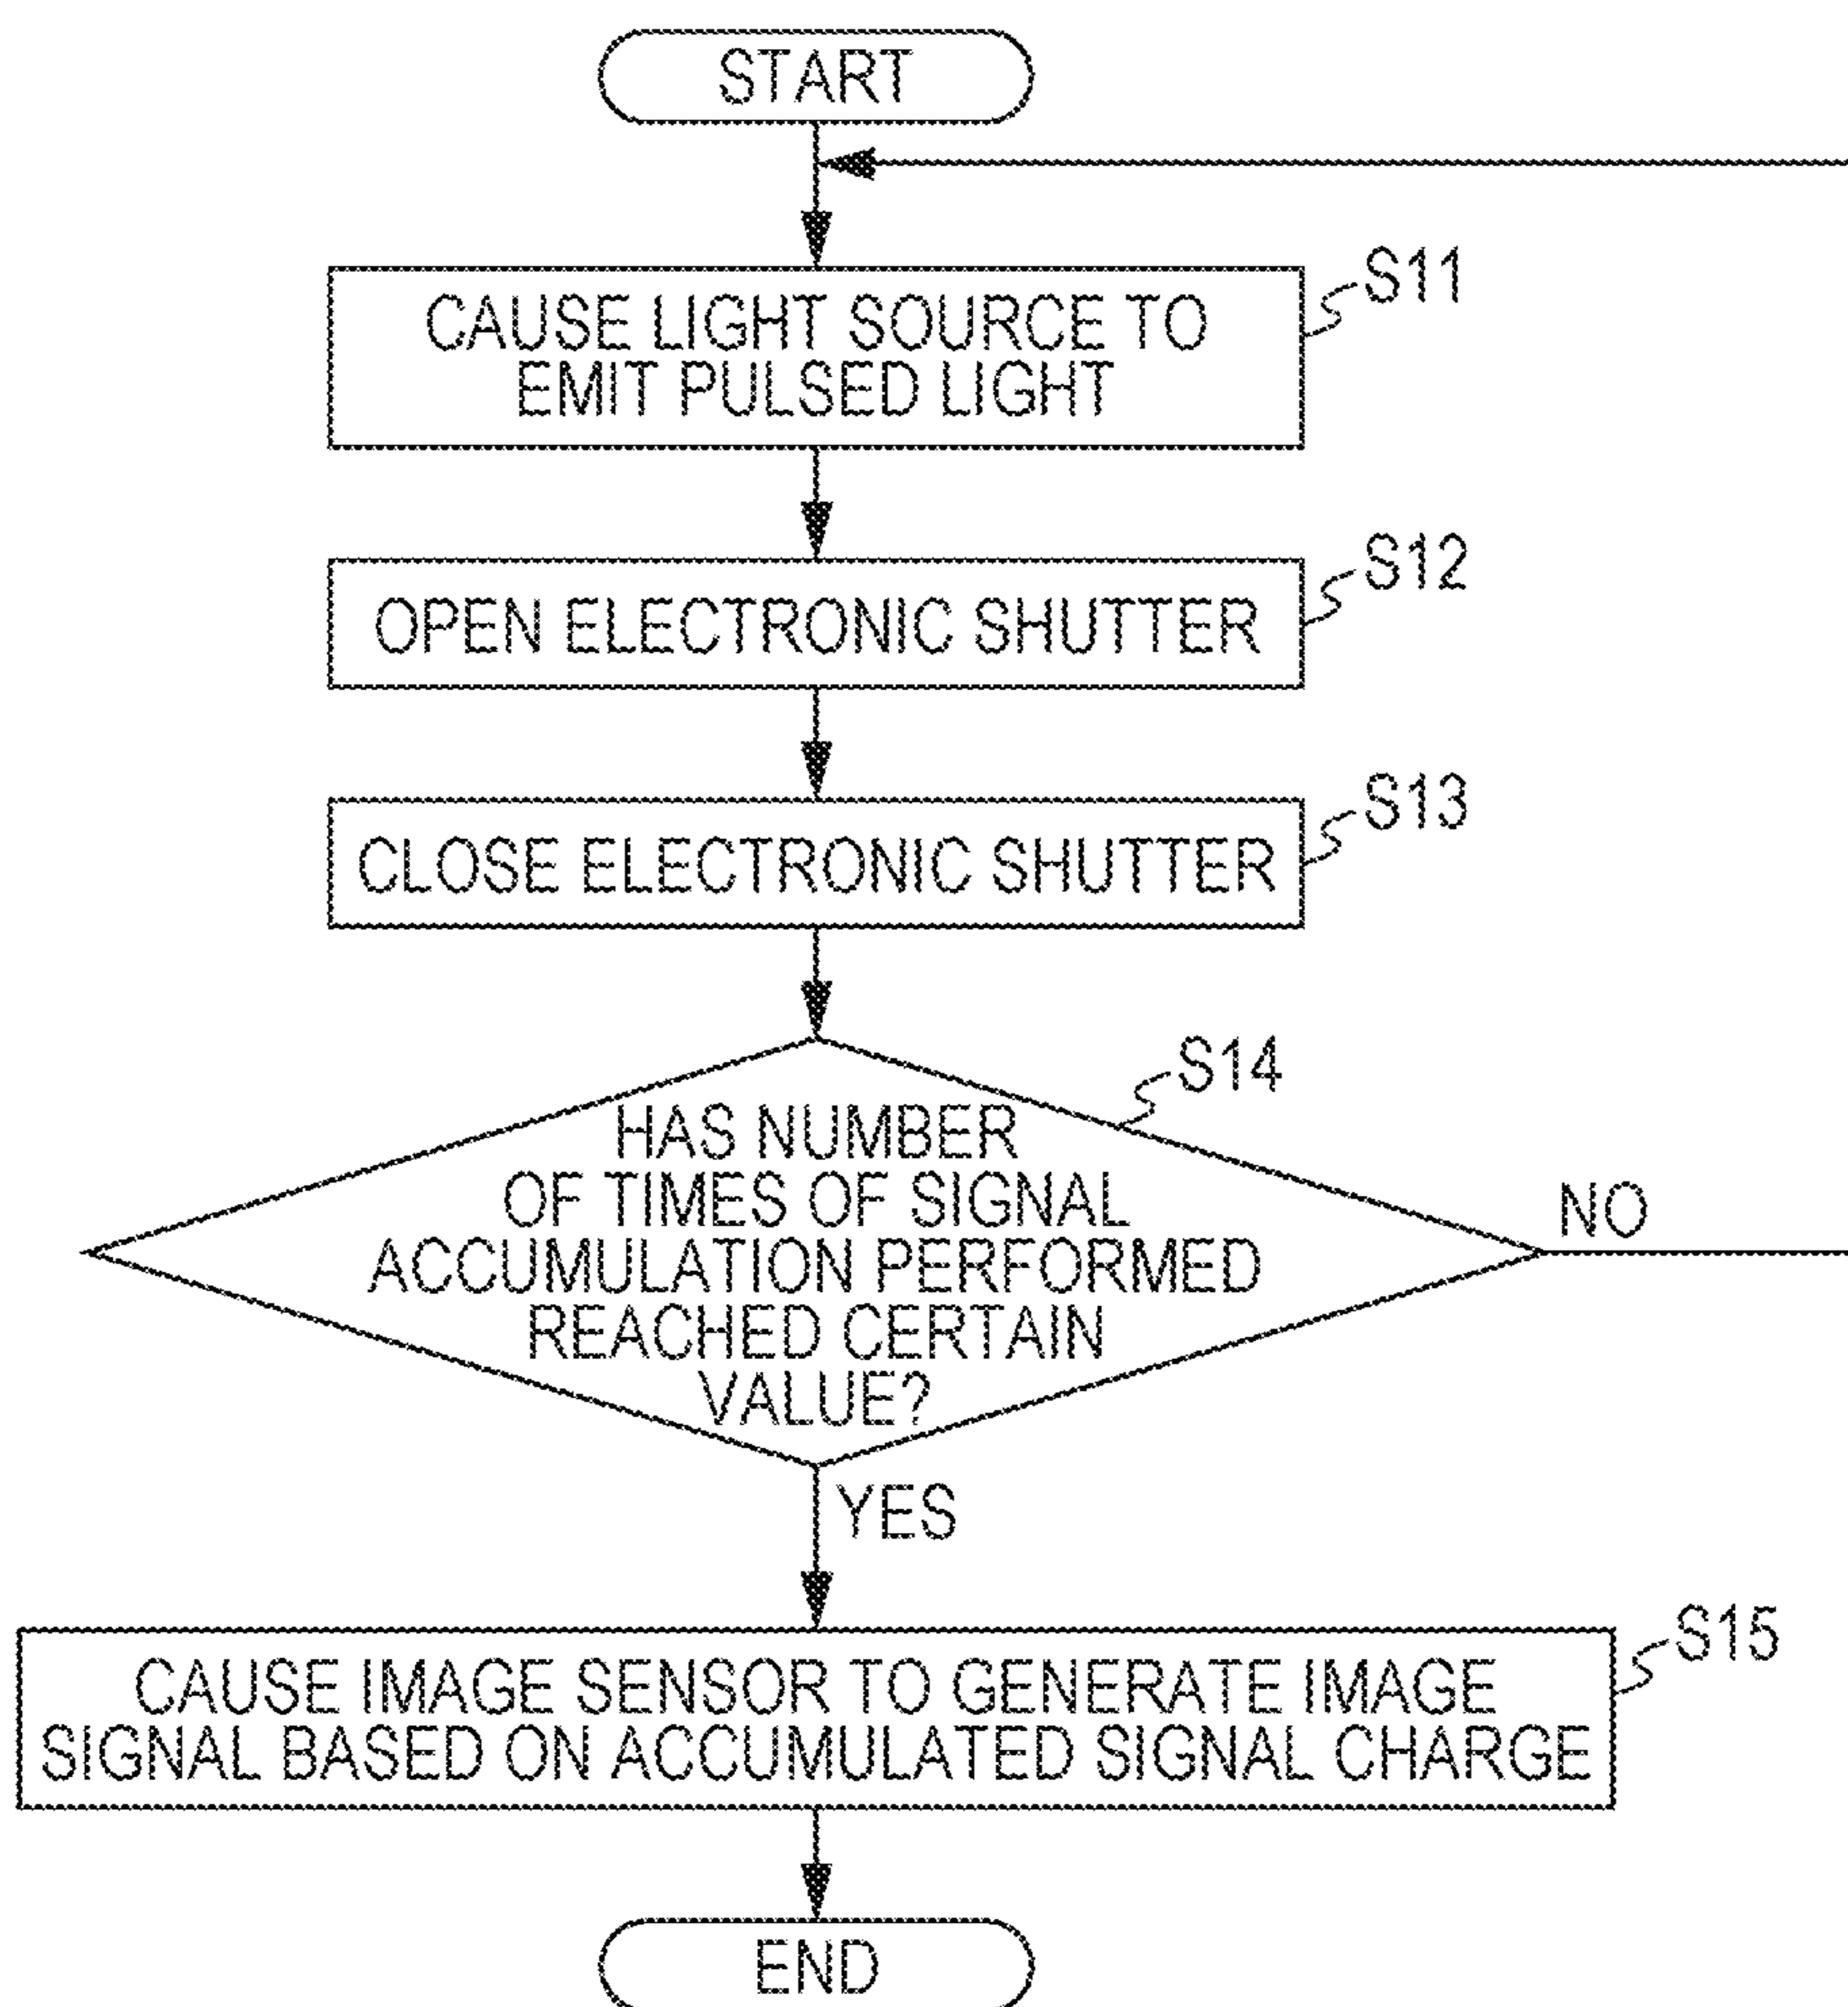 START
S11
CAUSE LIGHT SOURCE TO
EMIT PULSED LIGHT
S12
OPEN ELECTRONIC SHUTTER
S13
CLOSE ELECTRONIC SHUTTER
S14
HAS NUMBER
OF TIMES OF SIGNAL
ACCUMULATION PERFORMED
REACHED CERTAIN
VALUE?
NO
YES
S15
CAUSE IMAGE SENSOR TO GENERATE IMAGE
SIGNAL BASED ON ACCUMULATED SIGNAL CHARGE
END